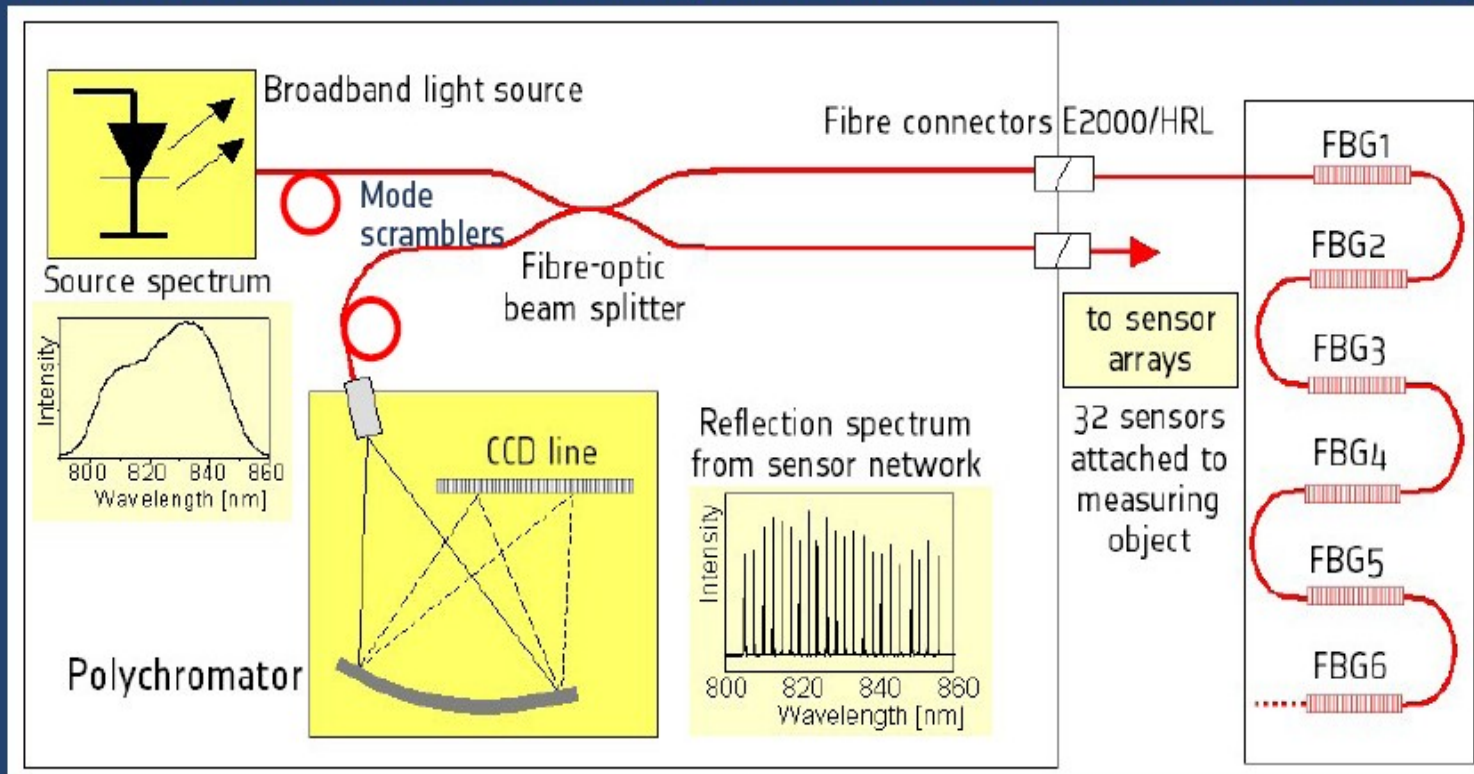 Broadband light source
Fibre connectors E2000/HRL
FBG1
Mode
scramblers
Fibre-optic
beam splitter
FBG2
Source spectrum
Intensity
800 820 840 860
Wavelength [nm]
to sensor
arrays
32 sensors
attached to
measuring
object
FBG3
FBG4
FBG5
FBG6
CCD line
Polychromator
Reflection spectrum
from sensor network
Intensity
800 820 840 860
Wavelength [nm]